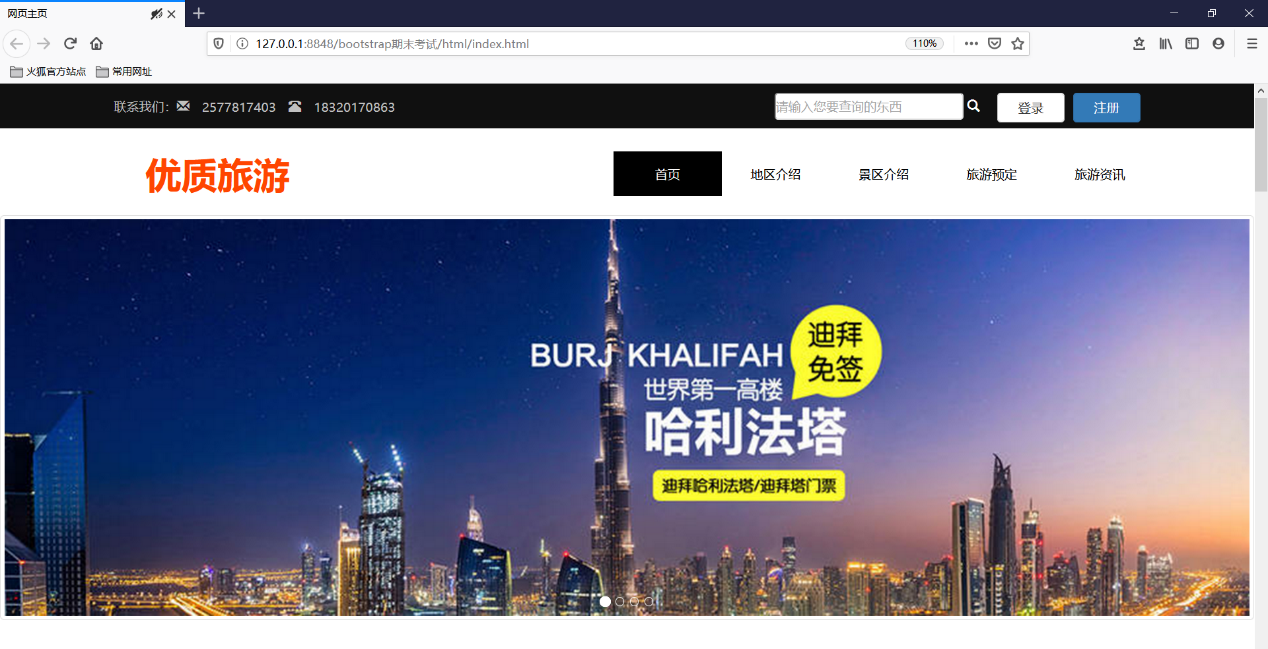 网页主页
127.0.0.1:8848/bootstrap期末考试/html/index.html
110%
火狐官方站点 常用网址
联系我们: 2577817403 18320170863
请输入您要查询的东西
登录 注册
优质旅游
首页 地区介绍 景区介绍 旅游预定 旅游资讯
迪拜
免签
BURJ KHALIFAH
世界第一高楼
哈利法塔
迪拜哈利法塔/迪拜塔门票